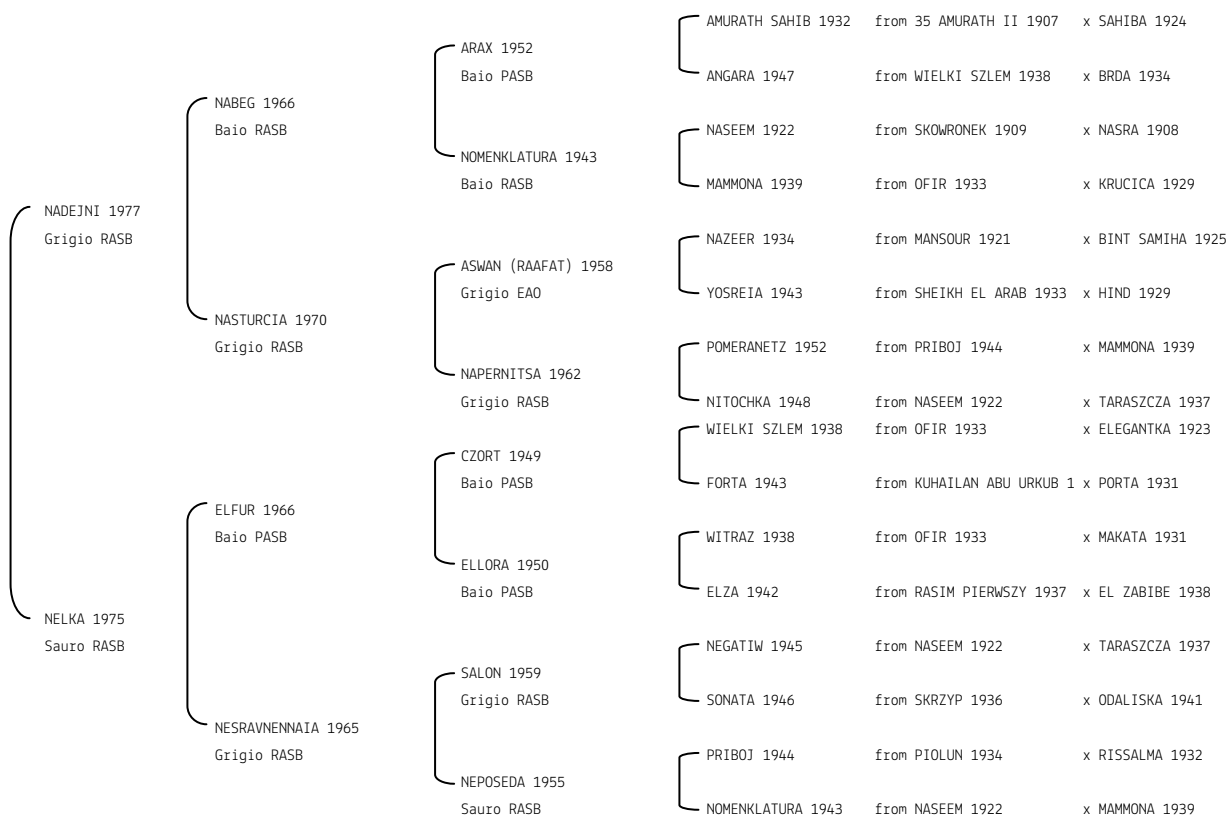 AMURATH SAHIB 1932 from 35 AMURATH II 1907 x SAHIBA 1924
ARAX 1952
Baio PASB
ANGARA 1947 from WIELKI SZLEM 1938 x BRDA 1934
NABEG 1966
Baio RASB
NASEEM 1922 from SKOWRONEK 1909 x NASRA 1908
NOMENKLATURA 1943
Baio RASB
MAMMONA 1939 from OFIR 1933 x KRUCICA 1929
NADEJNI 1977
Grigio RASB
NAZEER 1934 from MANSOUR 1921 x BINT SAMIHA 1925
ASWAN (RAAFAT) 1958
Grigio EAO
YOSREIA 1943 from SHEIKH EL ARAB 1933 x HIND 1929
NASTURCIA 1970
Grigio RASB
POMERANETZ 1952 from PRIBOJ 1944 x MAMMONA 1939
NAPERNITSA 1962
Grigio RASB
NITOCHKA 1948 from NASEEM 1922 x TARASZCZA 1937
WIELKI SZLEM 1938 from OFIR 1933 x ELEGANTKA 1923
CZORT 1949
Baio PASB
FORTA 1943 from KUHAILAN ABU URKUB 1 x PORTA 1931
ELFUR 1966
Baio PASB
WITRAZ 1938 from OFIR 1933 x MAKATA 1931
ELLORA 1950
Baio PASB
ELZA 1942 from RASIM PIERWSZY 1937 x EL ZABIBE 1938
NELKA 1975
Sauro RASB
NEGATIW 1945 from NASEEM 1922 x TARASZCZA 1937
SALON 1959
Grigio RASB
SONATA 1946 from SKRZYP 1936 x ODALISKA 1941
NESRAVNENNAIA 1965
Grigio RASB
PRIBOJ 1944 from PIOLUN 1934 x RISSALMA 1932
NEPOSEDA 1955
Sauro RASB
NOMENKLATURA 1943 from NASEEM 1922 x MAMMONA 1939